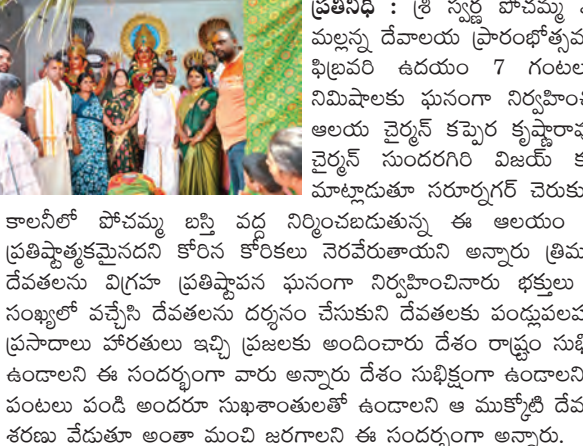 ప్రతినిధి : శ్రీ స్వర్ణ పోచమ్మ
మల్లన్న దేవాలయ ప్రారంభోత్సవ
ఫిబ్రవరి ఉదయం 7 గంటల
నిమిషాలకు ఘనంగా నిర్వహించ
ఆలయ చైర్మన్ కప్పెర కృష్ణారావ
చైర్మన్ సుందరగిరి విజయ్ క
మాట్లాడుతూ సరూర్నగర్ చెరుకు
కాలనీలో పోచమ్మ బస్తి వద్ద నిర్మించబడుతున్న ఈ ఆలయం
ప్రతిష్టాత్మకమైనదని కోరిన కోరికలు నెరవేరుతాయని అన్నారు త్రిమ
దేవతలను విగ్రహ ప్రతిష్టాపన ఘనంగా నిర్వహించినారు భక్తులు
సంఖ్యలో వచ్చేసి దేవతలను దర్శనం చేసుకుని దేవతలకు పండ్లుపలహ
ప్రసాదాలు హారతులు ఇచ్చి ప్రజలకు అందించారు దేశం రాష్ట్రం సుభి
ఉండాలని ఈ సందర్భంగా వారు అన్నారు దేశం సుభిక్షంగా ఉండాలని
పంటలు పండి అందరూ సుఖశాంతులతో ఉండాలని ఆ ముక్కోటి దేవ
శరణు వేడుతూ అంతా మంచి జరగాలని ఈ సందర్భంగా అన్నారు.